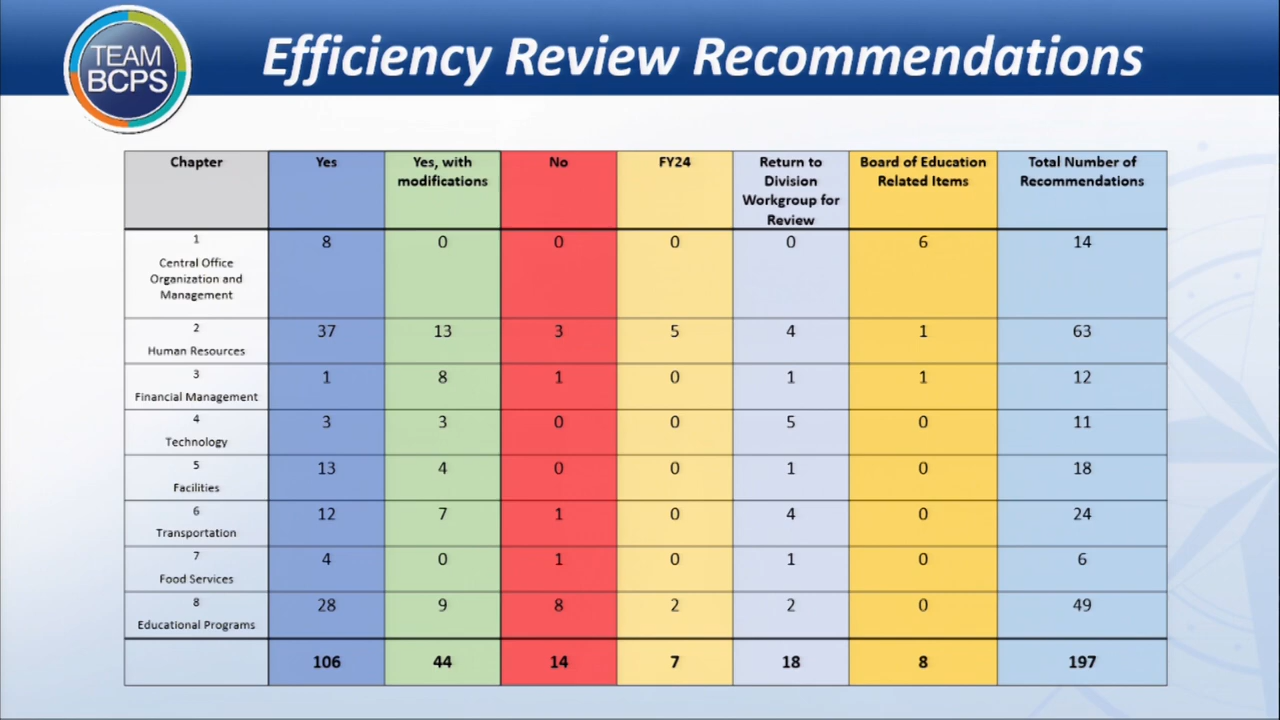 TEAM
BCPS
Efficiency Review Recommendations
Chapter Yes Yes, with modifications No FY24 Return to Division Workgroup for Review Board of Education Related Items Total Number of Recommendations
1 Central Office Organization and Management 8 0 0 0 0 6 14
2 Human Resources 37 13 3 5 4 1 63
3 Financial Management 1 8 1 0 1 1 12
4 Technology 3 3 0 0 5 0 11
5 Facilities 13 4 0 0 1 0 18
6 Transportation 12 7 1 0 4 0 24
7 Food Services 4 0 1 0 1 0 6
8 Educational Programs 28 9 8 2 2 0 49
106 44 14 7 18 8 197